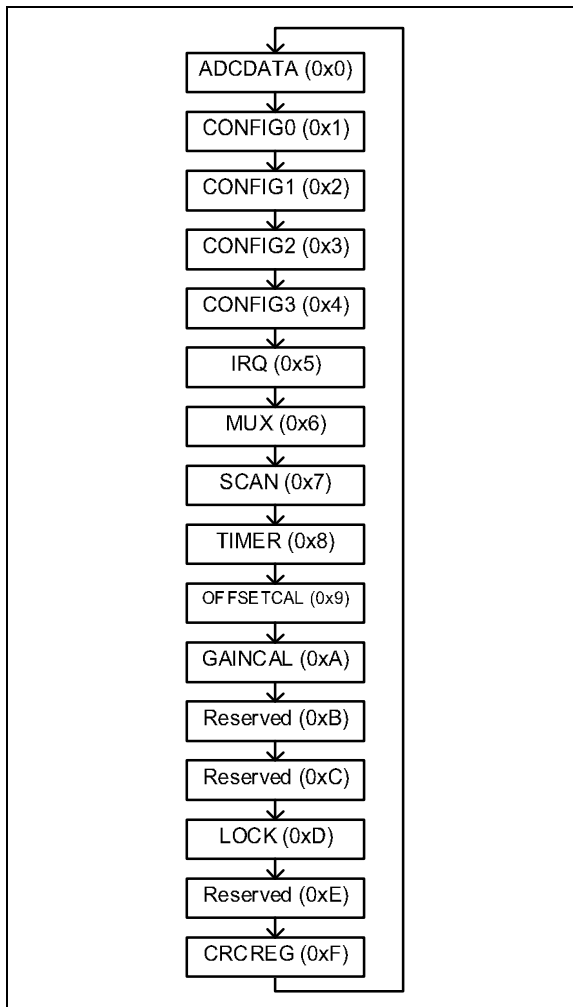 ADCDATA (0x0)
CONFIG0 (0x1)
CONFIG1 (0x2)
CONFIG2 (0x3)
CONFIG3 (0x4)
IRQ (0x5)
MUX (0x6)
SCAN (0x7)
TIMER (0x8)
OFFSETCAL (0x9)
GAINCAL (0xA)
Reserved (0xB)
Reserved (0xC)
LOCK (0xD)
Reserved (0xE)
CRCREG (0xF)